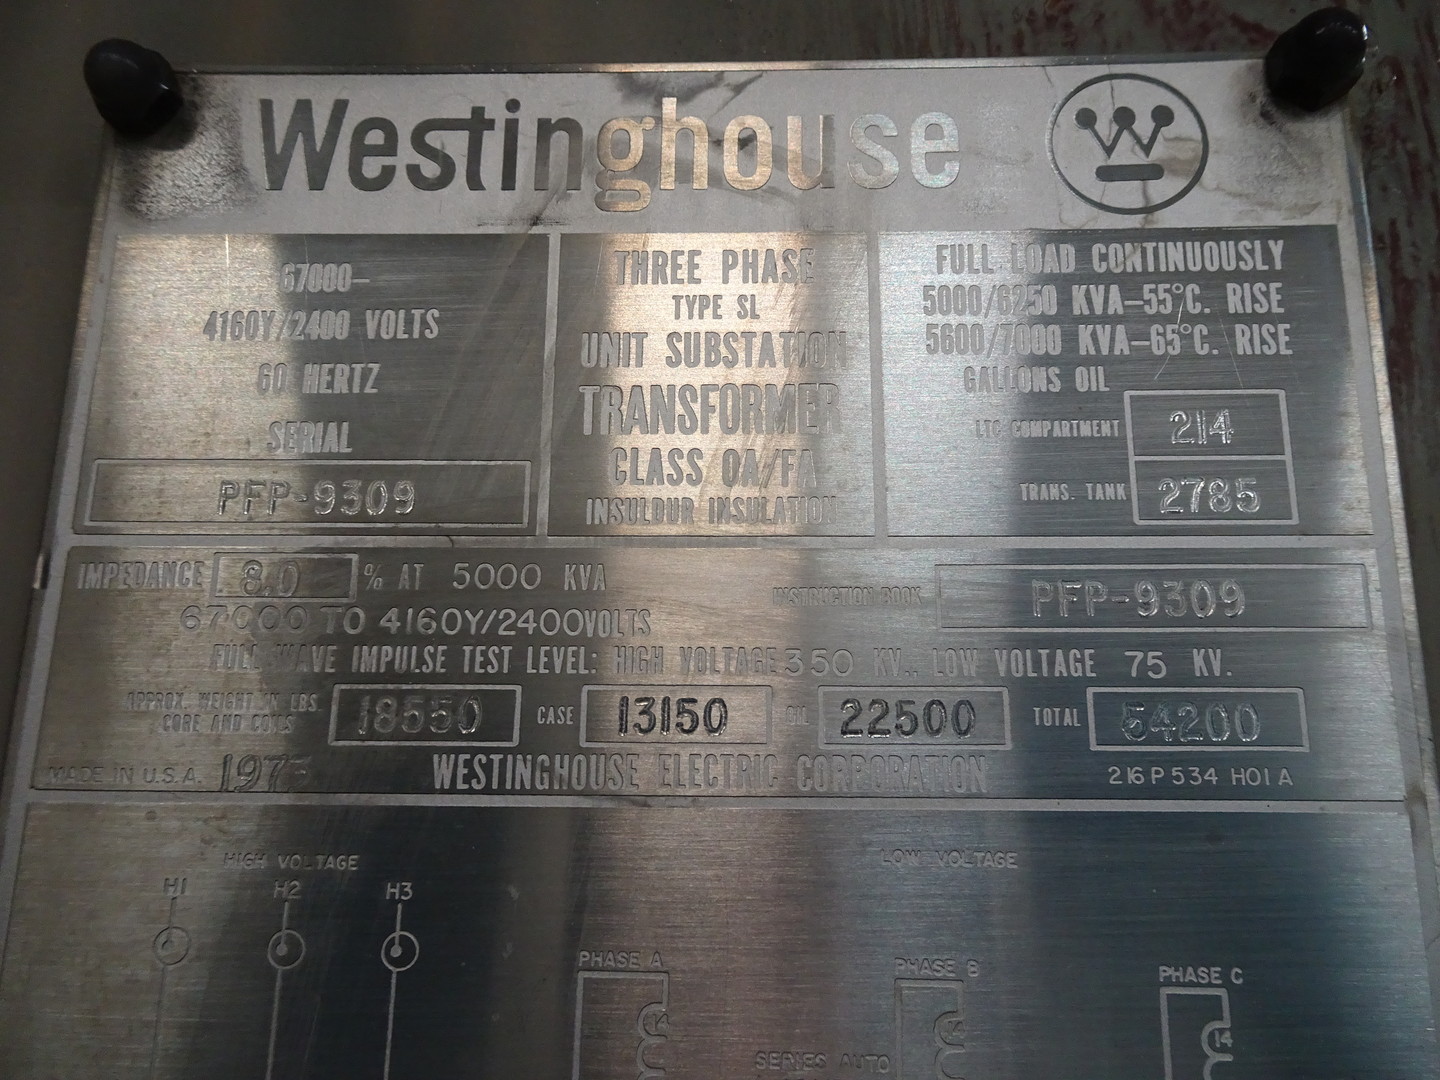 Westinghouse
67000-
4160Y/2400 VOLTS
60 HERTZ
SERIAL
PFP-9309
THREE PHASE
TYPE SL
UNIT SUBSTATION
TRANSFORMER
CLASS OA/FA
INSULDUR INSULATION
FULL LOAD CONTINUOUSLY
5000/6250 KVA-55°C. RISE
5600/7000 KVA-65°C. RISE
GALLONS OIL
LTC COMPARTMENT 214
TRANS. TANK 2785
IMPEDANCE 8.0 % AT 5000 KVA
67000 TO 4160Y/2400VOLTS
INSTRUCTION BOOK PFP-9309
FULL WAVE IMPULSE TEST LEVEL: HIGH VOLTAGE 350 KV., LOW VOLTAGE 75 KV.
APPROX. WEIGHT IN LBS.
CORE AND COILS 18550 CASE 13150 OIL 22500 TOTAL 54200
MADE IN U.S.A. WESTINGHOUSE ELECTRIC CORPORATION 216P534 H01A
HIGH VOLTAGE
H1 H2 H3
LOW VOLTAGE
PHASE A PHASE B PHASE C
14 14 14
SERIES AUTO